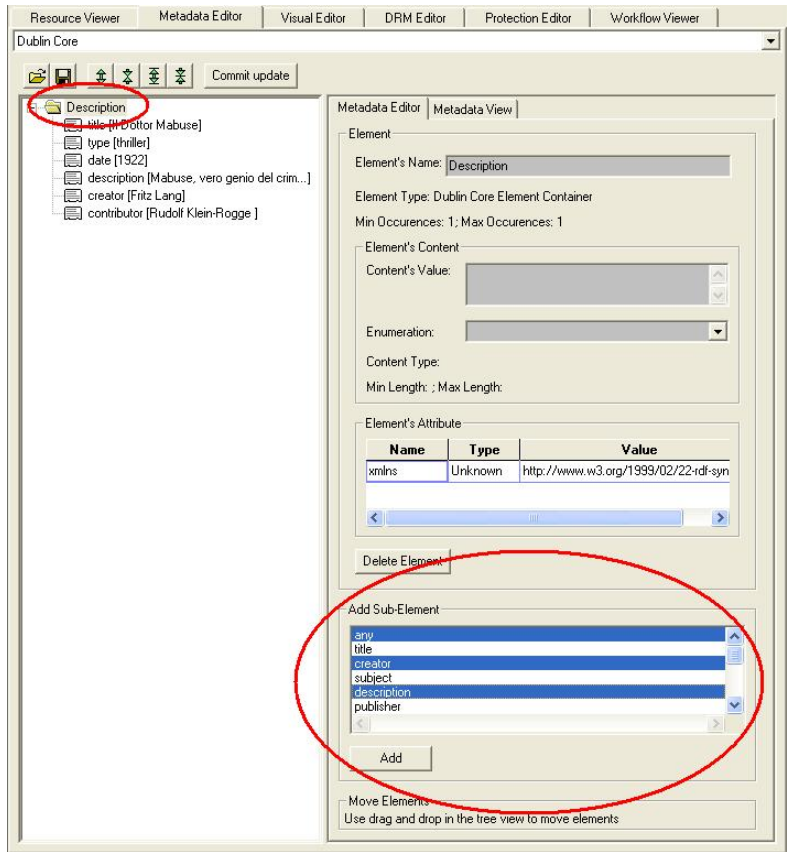 Resource Viewer Metadata Editor Visual Editor DRM Editor Protection Editor Workflow Viewer
Dublin Core
Commit update
Description
title [Il Dottor Mabuse]
type [thriller]
date [1922]
description [Mabuse, vero genio del crim...]
creator [Fritz Lang]
contributor [Rudolf Klein-Rogge ]
Metadata Editor Metadata View
Element
Element's Name: Description
Element Type: Dublin Core Element Container
Min Occurences: 1; Max Occurences: 1
Element's Content
Content's Value:
Enumeration:
Content Type:
Min Length: ; Max Length:
Element's Attribute
Name Type Value
xmlns Unknown http://www.w3.org/1999/02/22-rdf-syn
Delete Element
Add Sub-Element
any
title
creator
subject
description
publisher
Add
Move Elements
Use drag and drop in the tree view to move elements